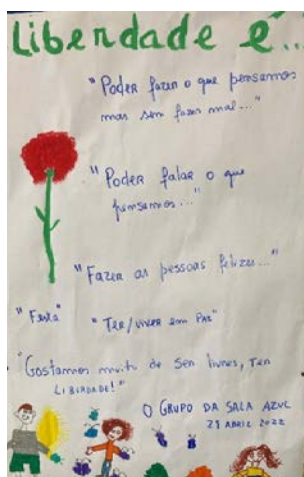 Liberdade é...
"Poder fazer o que pensamos
mas sem fazer mal..."
"Poder falar o que
pensamos..."
"Fazer as pessoas felizes..."
"Festa"
"Ter/viver em Paz"
"Gostamos muito de ser livres, ter
LIBERDADE!"
O GRUPO DA SALA AZUL
21 ABRIL 2022